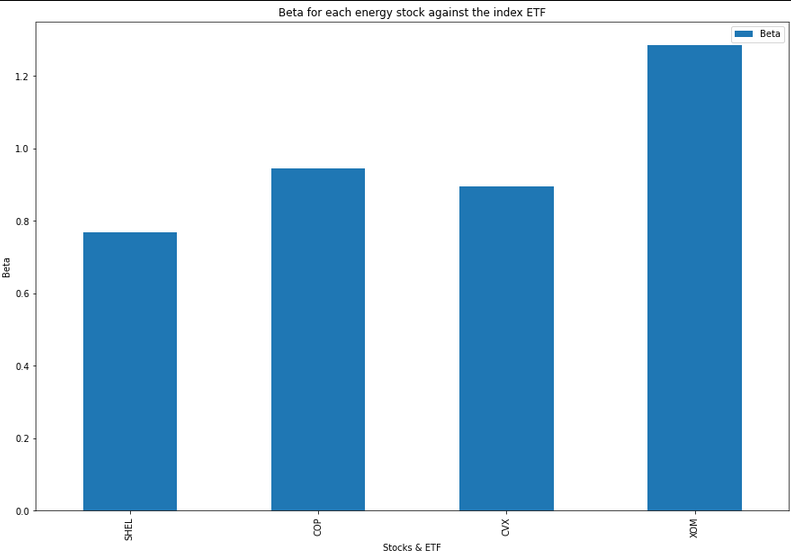 Beta for each energy stock against the index ETF
Beta
1.2
1.0
0.8
0.6
0.4
0.2
0.0
Beta
SHEL
COP
CVX
XOM
Stocks & ETF